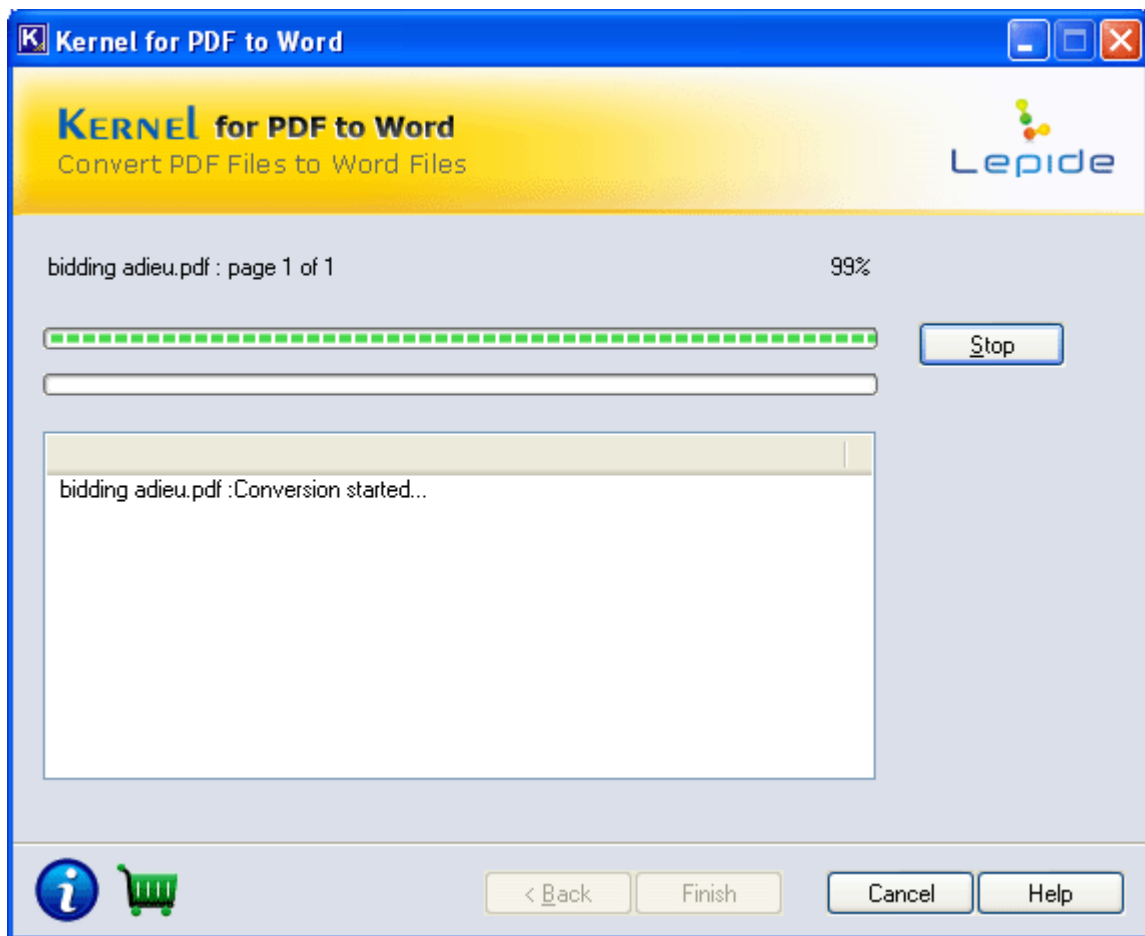 Kernel for PDF to Word
KERNEl for PDF to Word
Convert PDF Files to Word Files
Lepide
bidding adieu.pdf : page 1 of 1 99%
Stop
bidding adieu.pdf :Conversion started...
< Back Finish Cancel Help